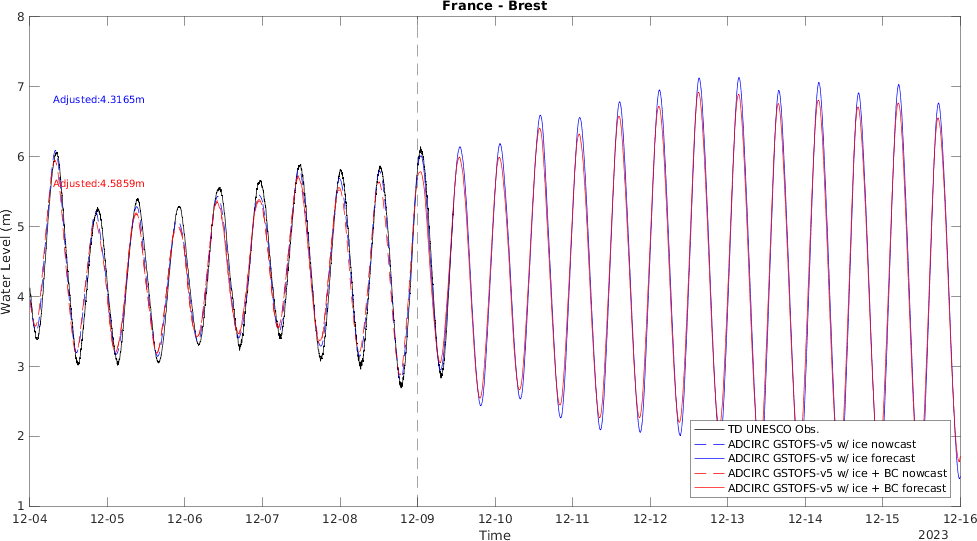 France - Brest
8
7
6
5
4
3
2
1
Water Level (m)
Adjusted:4.3165m
Adjusted:4.5859m
TD UNESCO Obs.
ADCIRC GSTOFS-v5 w/ ice nowcast
ADCIRC GSTOFS-v5 w/ ice forecast
ADCIRC GSTOFS-v5 w/ ice + BC nowcast
ADCIRC GSTOFS-v5 w/ ice + BC forecast
12-04 12-05 12-06 12-07 12-08 12-09 12-10 12-11 12-12 12-13 12-14 12-15 12-16
Time
2023